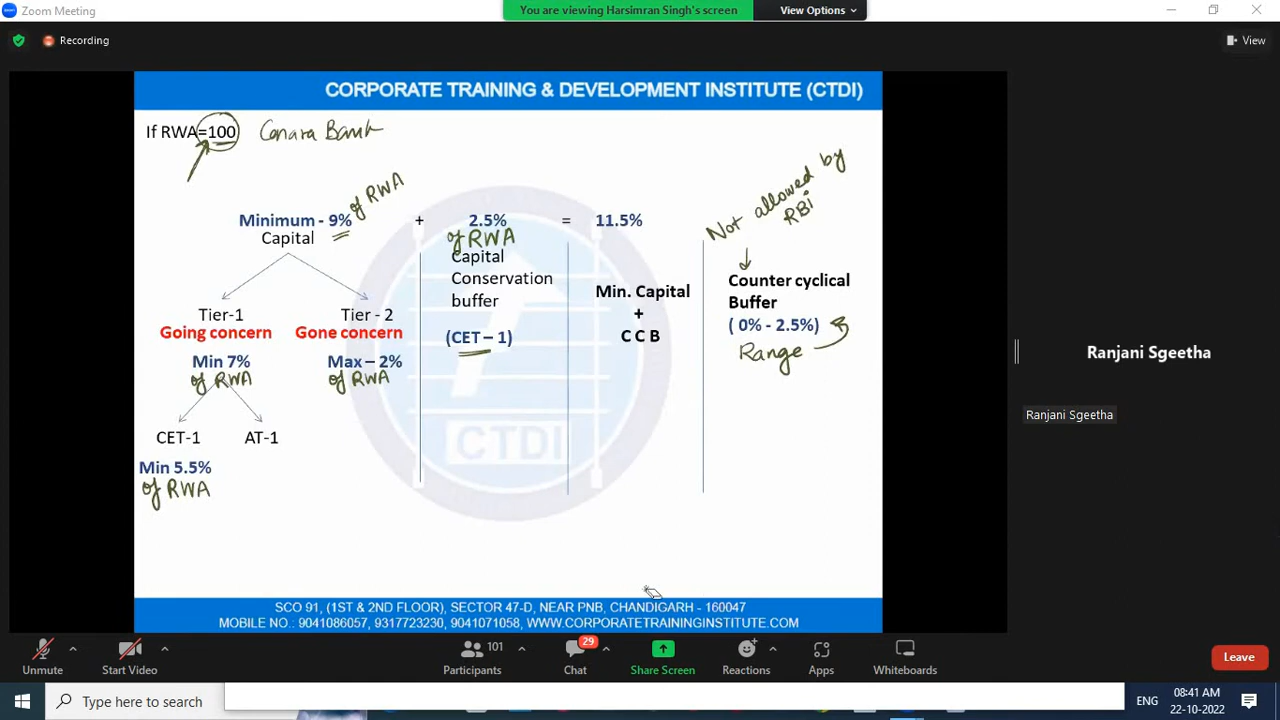 Zoom Meeting
You are viewing Harsimran Singh's screen
View Options
Recording
View
CORPORATE TRAINING & DEVELOPMENT INSTITUTE (CTDI)
If RWA=100 Canara Bank
Minimum - 9% of RWA + 2.5% = 11.5%
Capital
of RWA
Capital
Conservation
buffer
(CET – 1)
Min. Capital
+
C C B
Not allowed by
RBi
Counter cyclical
Buffer
( 0% - 2.5%)
Range
Tier-1
Going concern
Min 7%
of RWA
Tier - 2
Gone concern
Max – 2%
of RWA
CET-1 AT-1
Min 5.5%
of RWA
CTDI
SCO 91, (1ST & 2ND FLOOR), SECTOR 47-D, NEAR PNB, CHANDIGARH - 160047
MOBILE NO.: 9041086057, 9317723230, 9041071058, WWW.CORPORATETRAININGINSTITUTE.COM
Ranjani Sgeetha
Ranjani Sgeetha
Unmute
Start Video
101
Participants
29
Chat
Share Screen
Reactions
Apps
Whiteboards
Leave
Type here to search
ENG
08:41 AM
22-10-2022